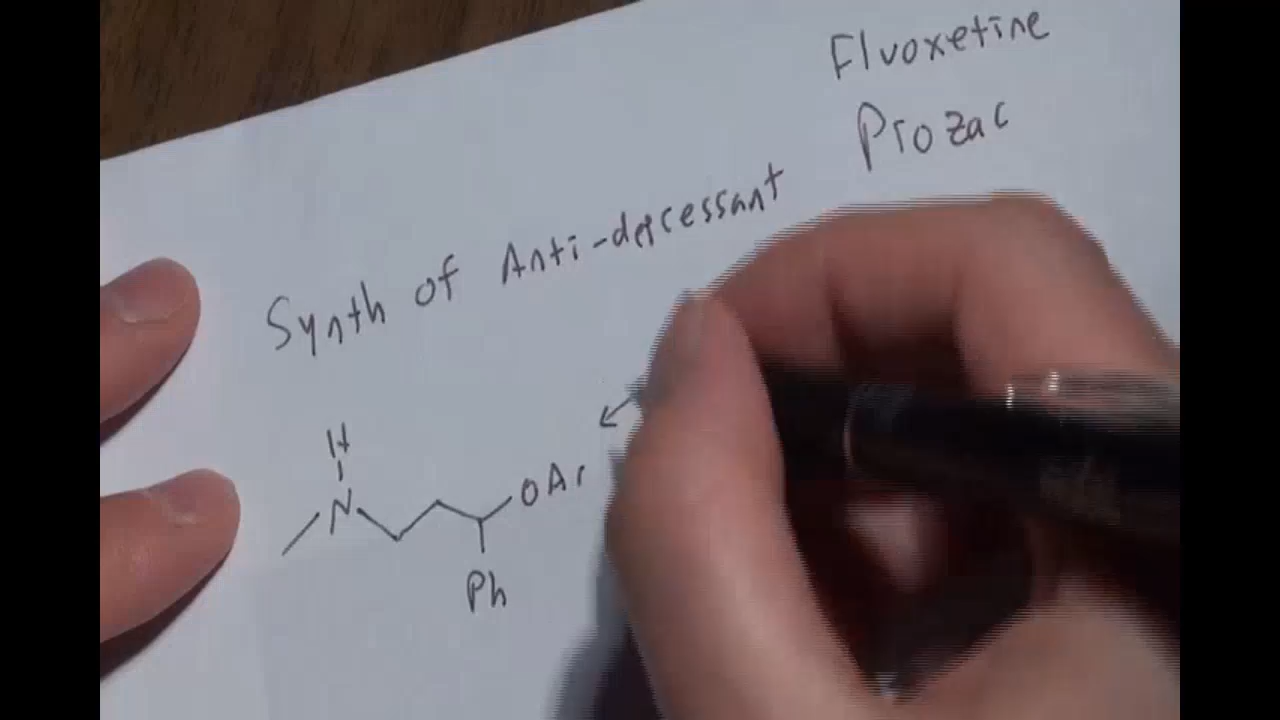 Fluoxetine
Prozac
Synth of Anti-depressant
H
N
OAr
Ph